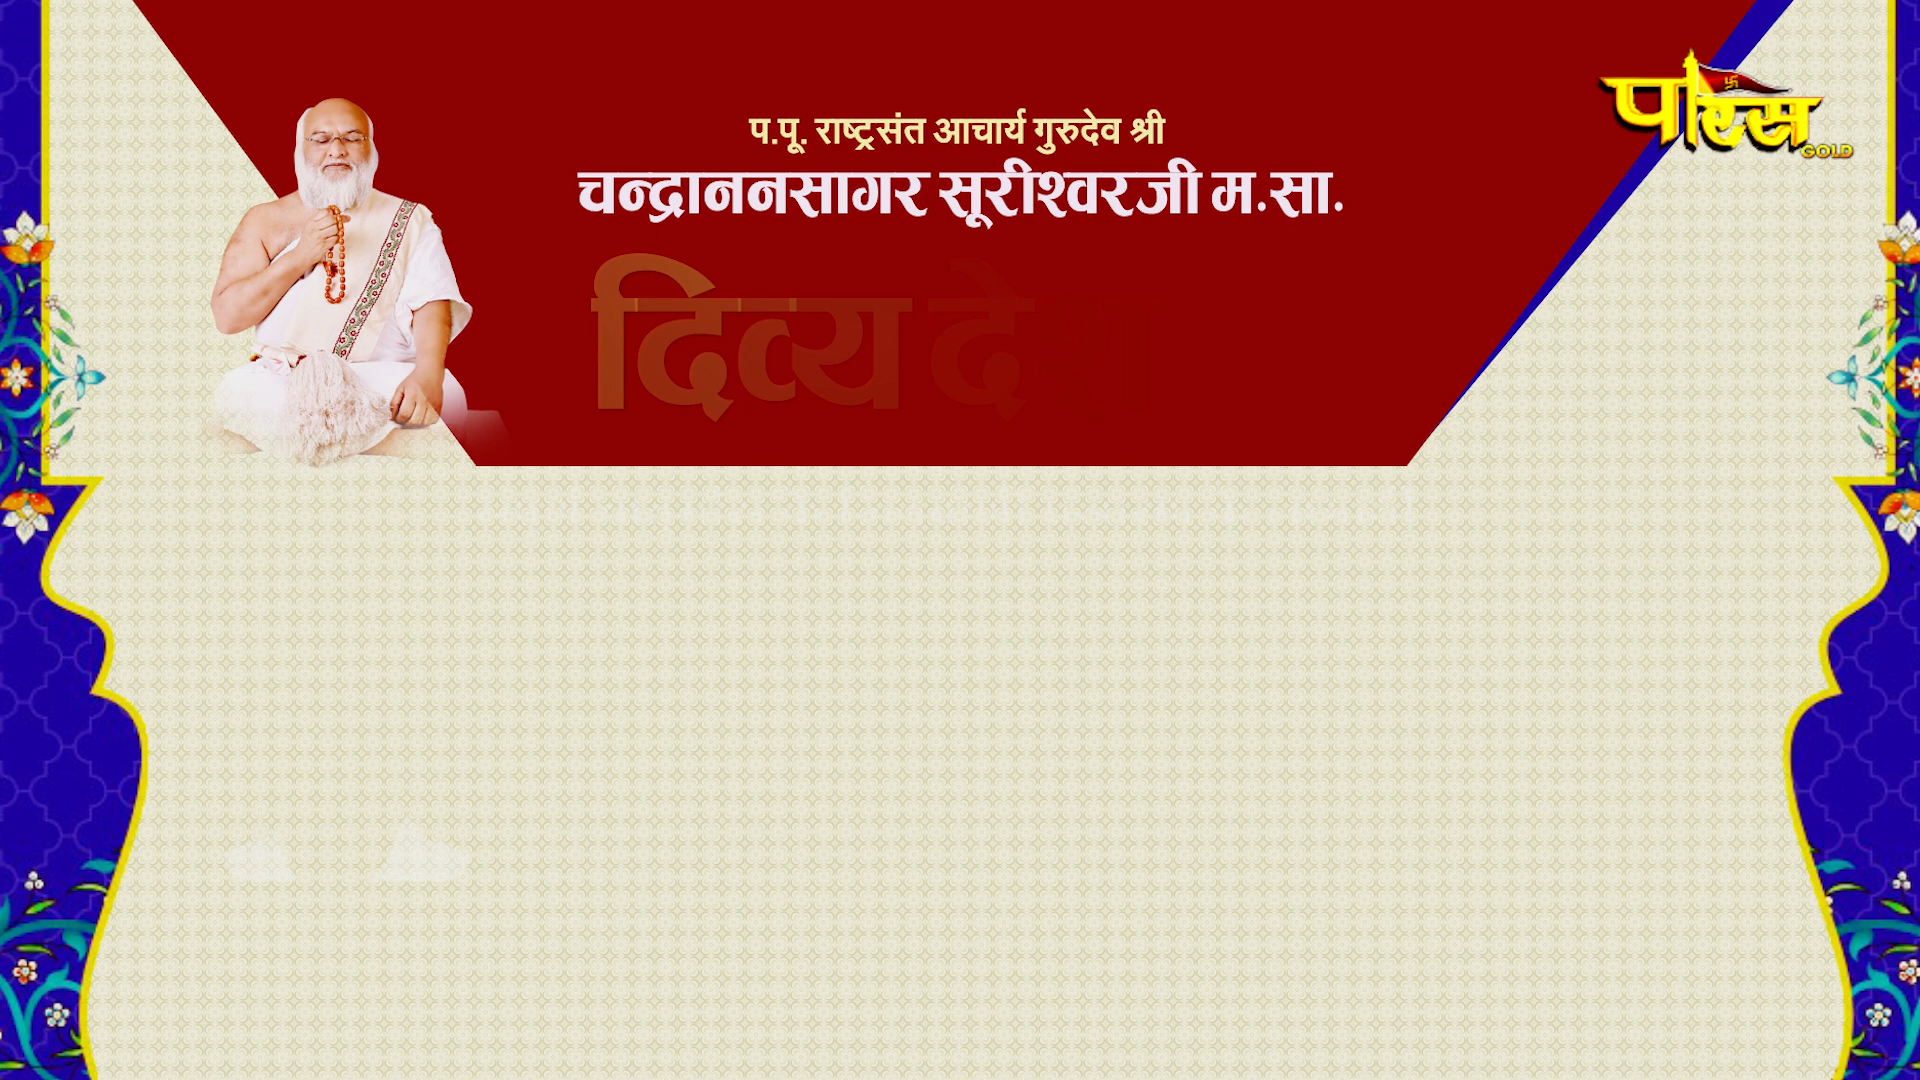 पारस
GOLD
प.पू. राष्ट्रसंत आचार्य गुरुदेव श्री
चन्द्राननसागर सूरीश्वरजी म.सा.
दिव्य दे